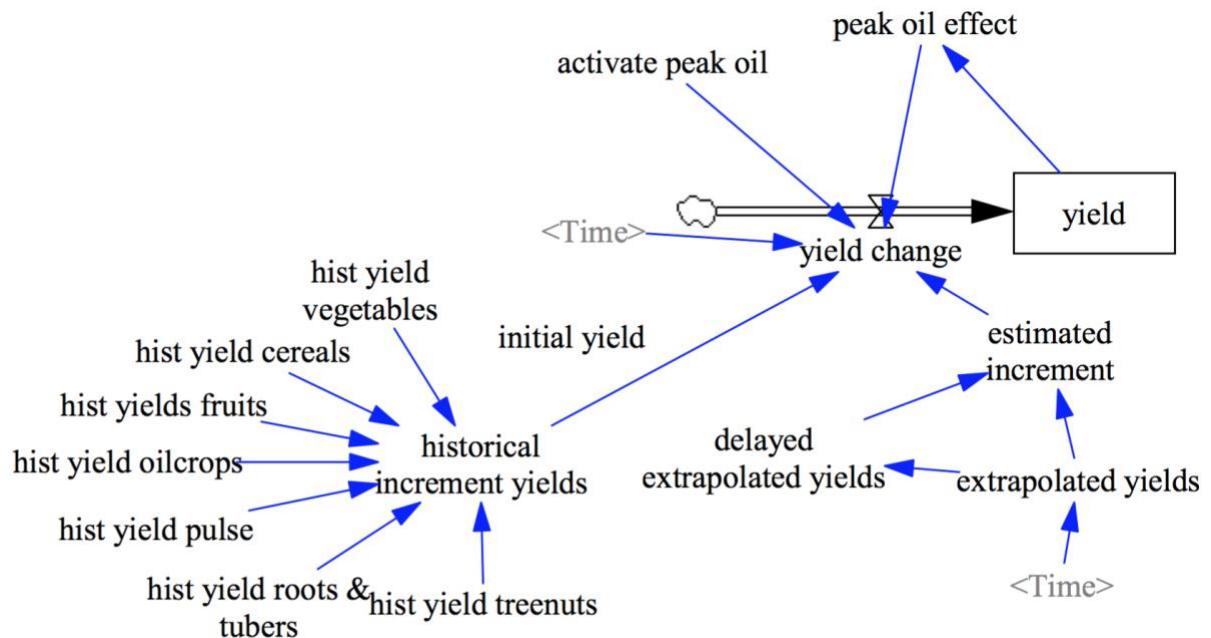 peak oil effect
activate peak oil
yield
<Time>
yield change
hist yield
vegetables
initial yield
estimated
increment
hist yield cereals
hist yields fruits
historical
increment yields
delayed
extrapolated yields
hist yield oilcrops
extrapolated yields
hist yield pulse
hist yield roots &
tubers
hist yield treenuts
<Time>